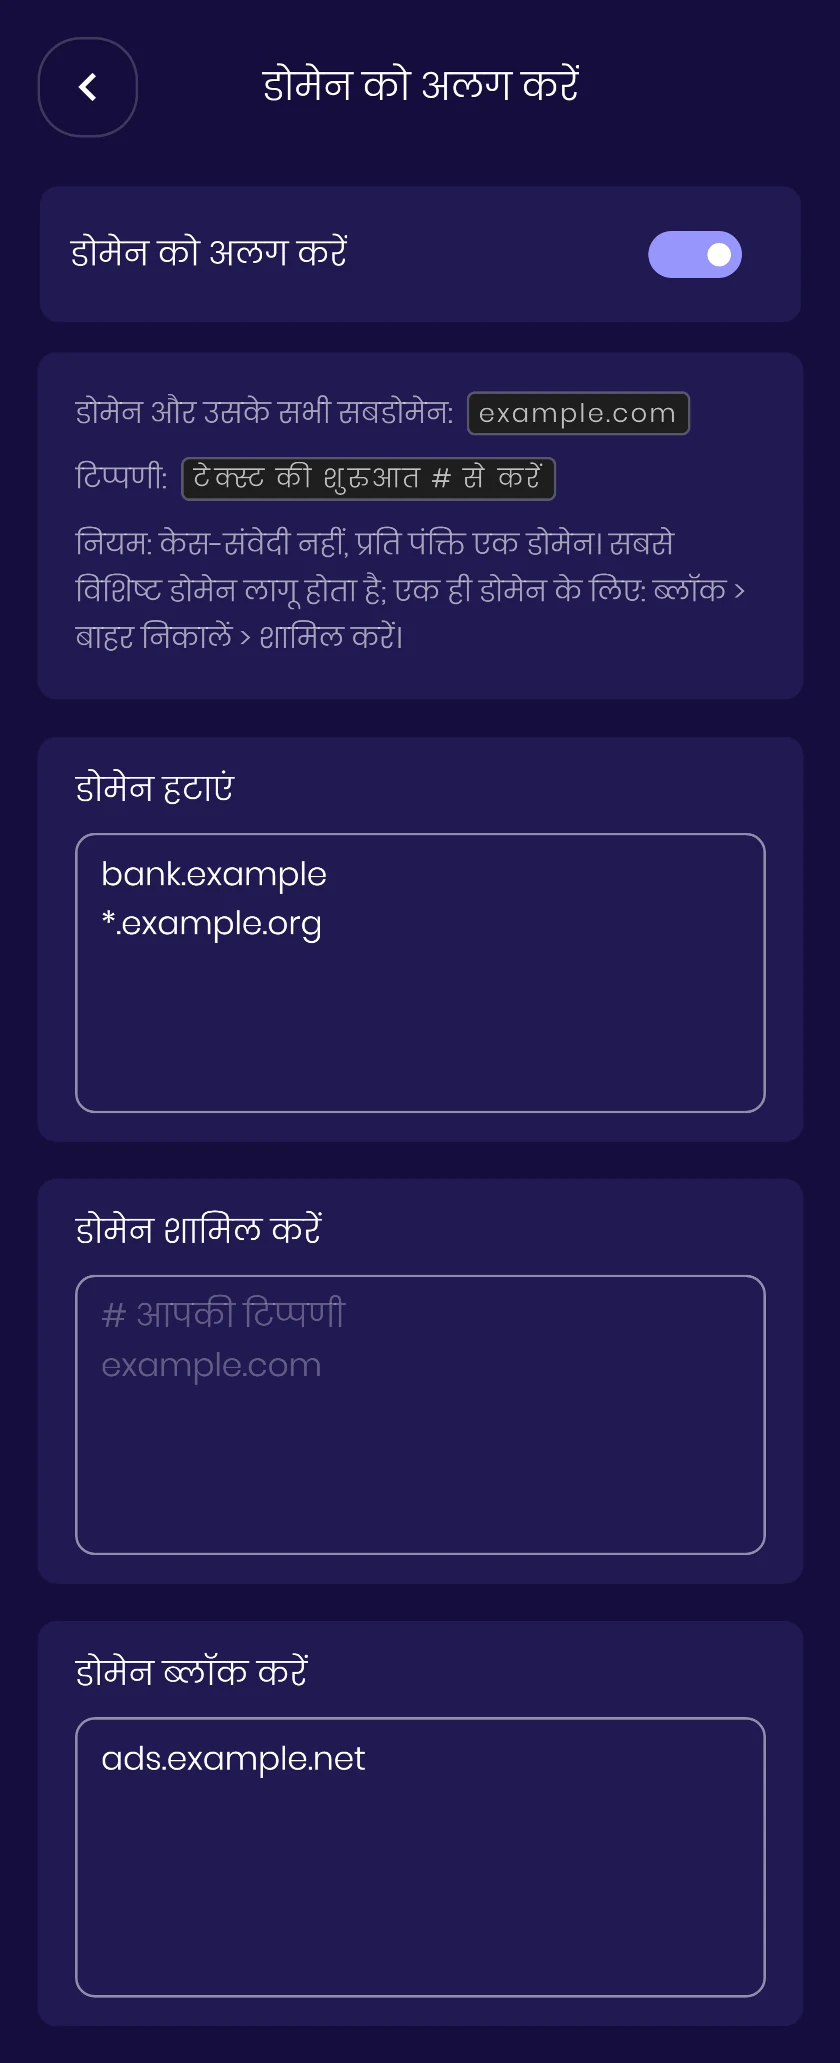 डोमेन को अलग करें
डोमेन को अलग करें
डोमेन और उसके सभी सबडोमेन: example.com
टिप्पणी: टेक्स्ट की शुरुआत # से करें
नियम: केस-संवेदी नहीं, प्रति पंक्ति एक डोमेन। सबसे
विशिष्ट डोमेन लागू होता है; एक ही डोमेन के लिए: ब्लॉक >
बाहर निकालें > शामिल करें।
डोमेन हटाएं
bank.example
*.example.org
डोमेन शामिल करें
# आपकी टिप्पणी
example.com
डोमेन ब्लॉक करें
ads.example.net